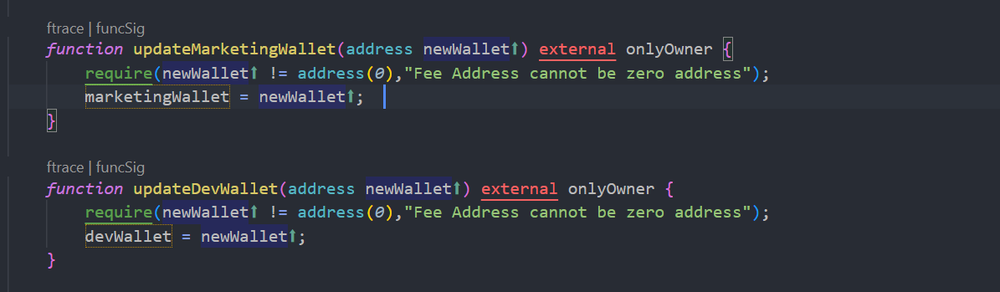 ftrace | funcSig
function updateMarketingWallet(address newWallet⬆) external onlyOwner {
require(newWallet⬆ != address(0),"Fee Address cannot be zero address");
marketingWallet = newWallet⬆;
}
ftrace | funcSig
function updateDevWallet(address newWallet⬆) external onlyOwner {
require(newWallet⬆ != address(0),"Fee Address cannot be zero address");
devWallet = newWallet⬆;
}